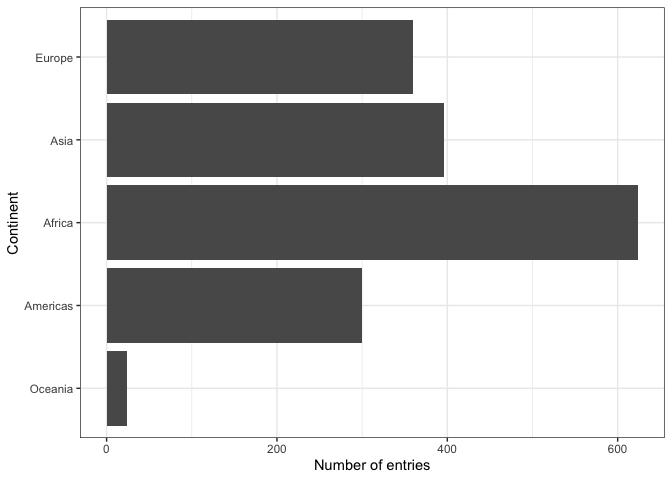 Europe
Asia
Africa
Americas
Oceania
Continent
0 200 400 600
Number of entries